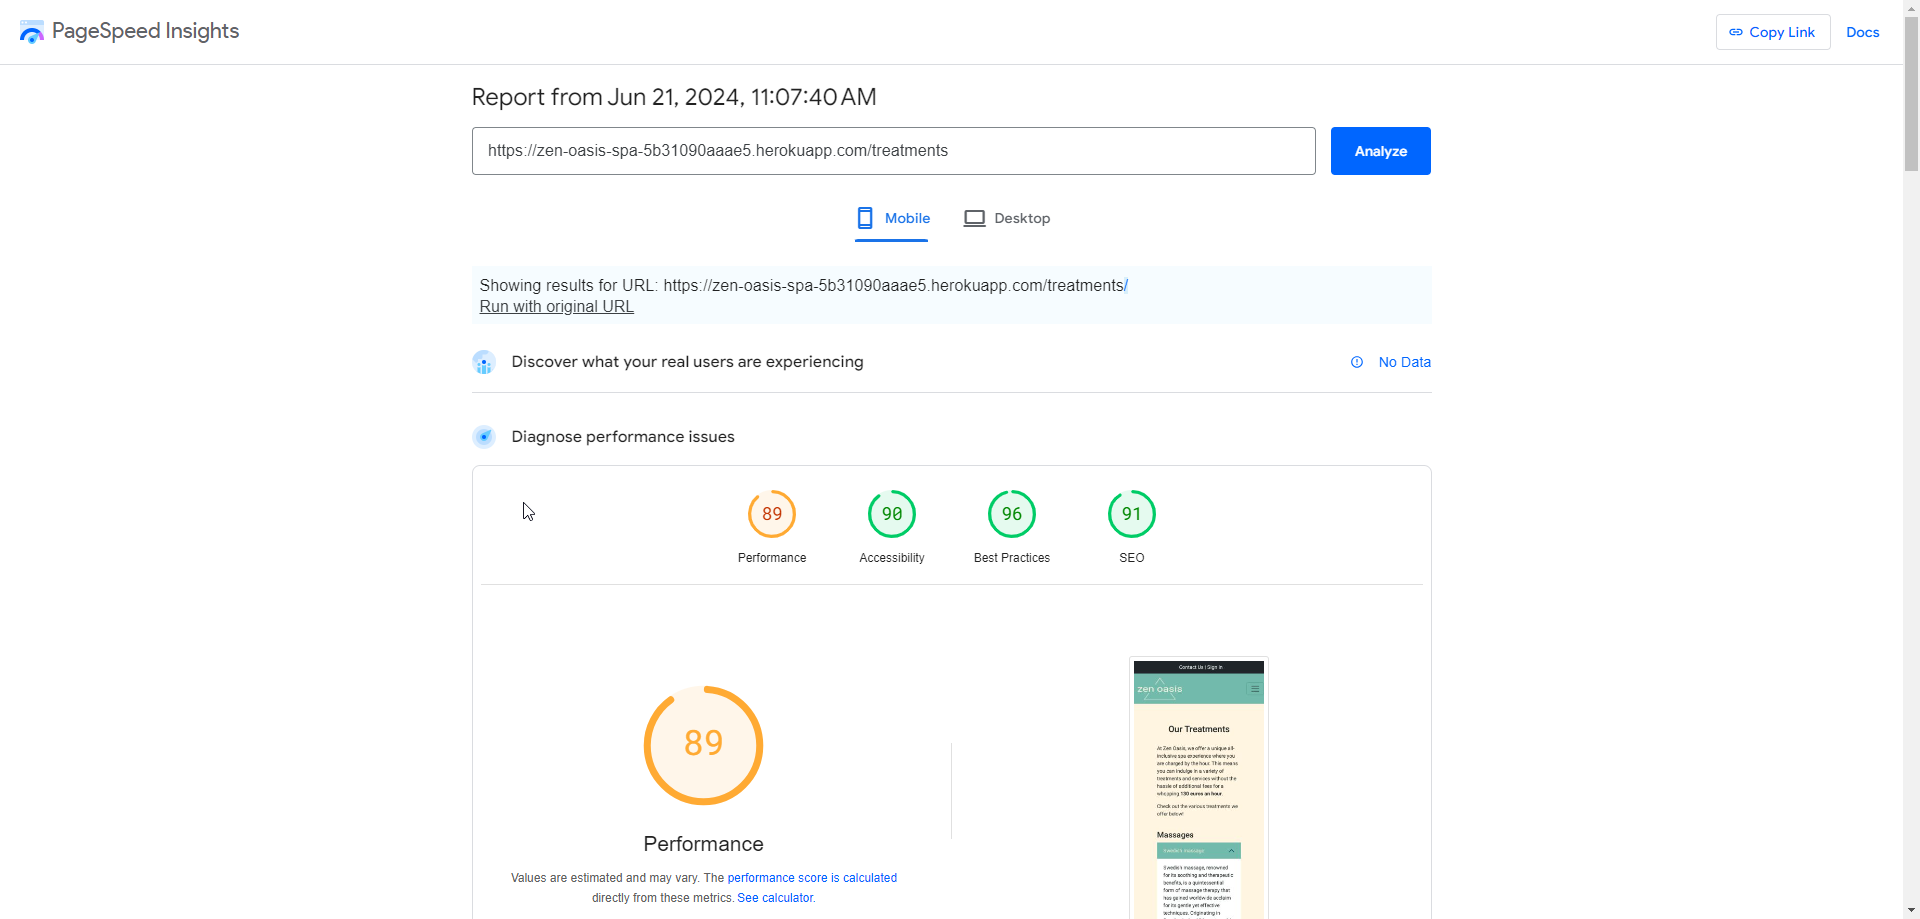 PageSpeed Insights
Copy Link
Docs
Report from Jun 21, 2024, 11:07:40 AM
https://zen-oasis-spa-5b31090aaae5.herokuapp.com/treatments
Analyze
Mobile
Desktop
Showing results for URL: https://zen-oasis-spa-5b31090aaae5.herokuapp.com/treatments/
Run with original URL
Discover what your real users are experiencing
No Data
Diagnose performance issues
89
90
96
91
Performance
Accessibility
Best Practices
SEO
89
Performance
Values are estimated and may vary. The performance score is calculated
directly from these metrics. See calculator.
Contact Us | Sign In
zen oasis
Our Treatments
At Zen Oasis, we offer a unique all-
inclusive spa experience where you
are charged by the hour. This means
you can indulge in a variety of
treatments and services without the
hassle of additional fees for a
whopping 130 euros an hour.
Check out the various treatments we
offer below!
Massages
Swedish massage
Swedish massage, renowned
for its soothing and therapeutic
benefits, is a quintessential
form of massage therapy that
has gained worldwide acclaim
for its gentle yet effective
techniques. Originating in